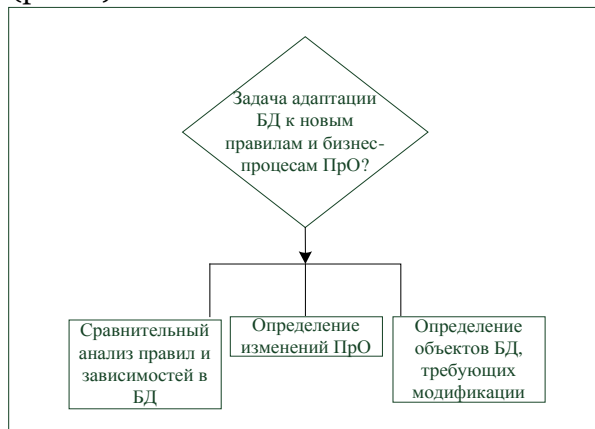 Задача адаптации
БД к новым
правилам и бизнес-
процесам ПрО?
Сравнительный
анализ правил и
зависимостей в
БД
Определение
изменений ПрО
Определение
объектов БД,
требующих
модификации